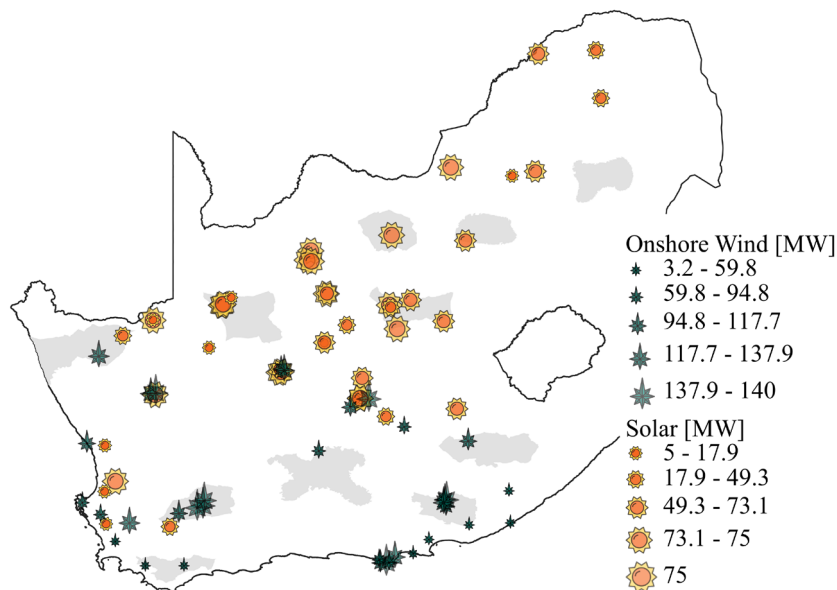 Onshore Wind [MW]
3.2 - 59.8
59.8 - 94.8
94.8 - 117.7
117.7 - 137.9
137.9 - 140
Solar [MW]
5 - 17.9
17.9 - 49.3
49.3 - 73.1
73.1 - 75
75